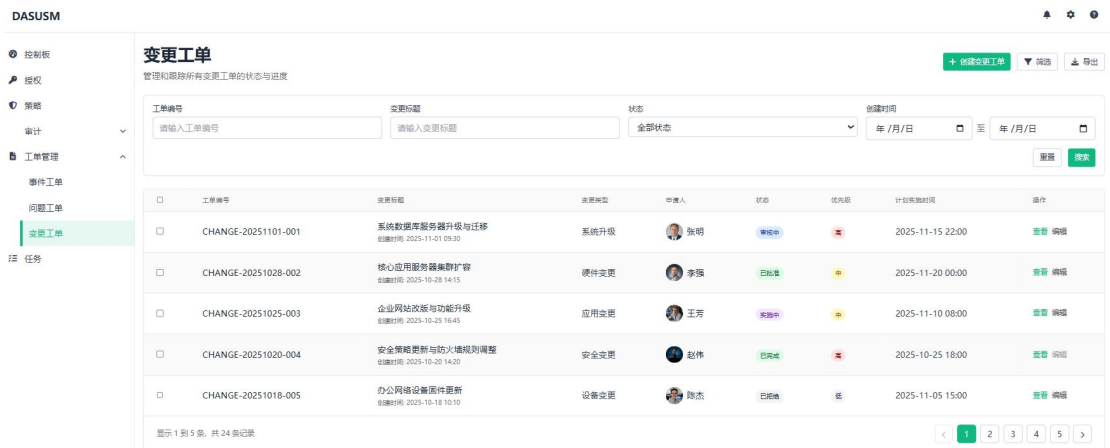 DASUSM
控制板
授权
策略
审计
工单管理
事件工单
问题工单
变更工单
任务
变更工单
管理和跟踪所有变更工单的状态与进度
+ 创建变更工单 筛选 导出
工单编号 变更标题 状态 创建时间
请输入工单编号 请输入变更标题 全部状态 年 /月/日 至 年 /月/日
重置 搜索
工单编号 变更标题 变更类型 申请人 状态 优先级 计划实施时间 操作
CHANGE-20251101-001 系统数据库服务器升级与迁移 系统升级 张明 审核中 高 2025-11-15 22:00 查看 编辑
创建时间: 2025-11-01 09:30
CHANGE-20251028-002 核心应用服务器集群扩容 硬件变更 李强 已批准 中 2025-11-20 00:00 查看 编辑
创建时间: 2025-10-28 14:15
CHANGE-20251025-003 企业网站改版与功能升级 应用变更 王芳 实施中 中 2025-11-10 08:00 查看 编辑
创建时间: 2025-10-25 16:45
CHANGE-20251020-004 安全策略更新与防火墙规则调整 安全变更 赵伟 已完成 高 2025-10-25 18:00 查看 编辑
创建时间: 2025-10-20 14:20
CHANGE-20251018-005 办公网络设备固件更新 设备变更 陈杰 已拒绝 低 2025-11-05 15:00 查看 编辑
创建时间: 2025-10-18 10:10
显示 1 到 5 条, 共 24 条记录
1 2 3 4 5